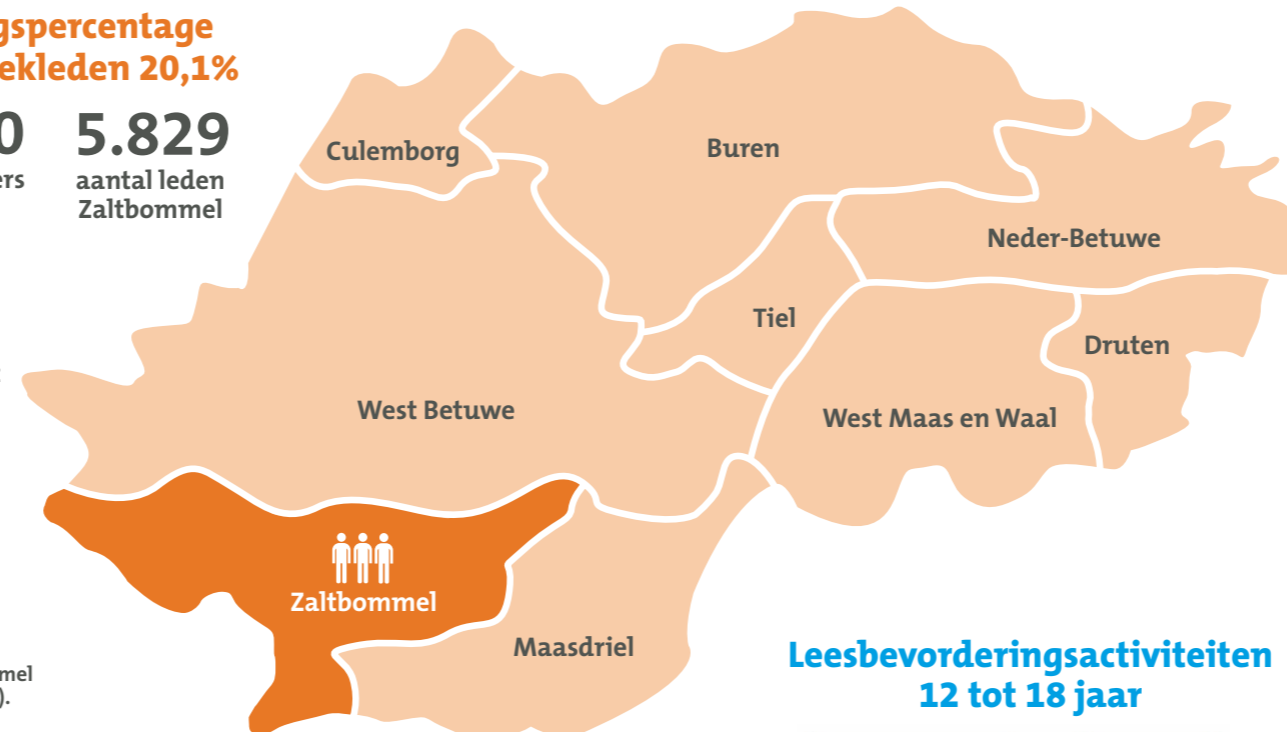 gspercentage
ekleden 20,1%
0
ers
5.829
aantal leden
Zaltbommel
Culemborg
Buren
Neder-Betuwe
Tiel
Druten
West Betuwe
West Maas en Waal
Zaltbommel
Maasdriel
mel
).
Leesbevorderingsactiviteiten
12 tot 18 jaar